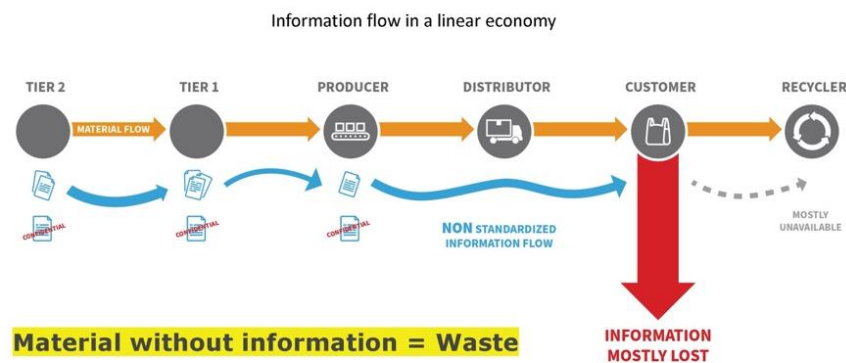 Information flow in a linear economy
TIER 2
TIER 1
PRODUCER
DISTRIBUTOR
CUSTOMER
RECYCLER
MATERIAL FLOW
CONFIDENTIAL
CONFIDENTIAL
CONFIDENTIAL
NON STANDARDIZED
INFORMATION FLOW
MOSTLY
UNAVAILABLE
Material without information = Waste
INFORMATION
MOSTLY LOST